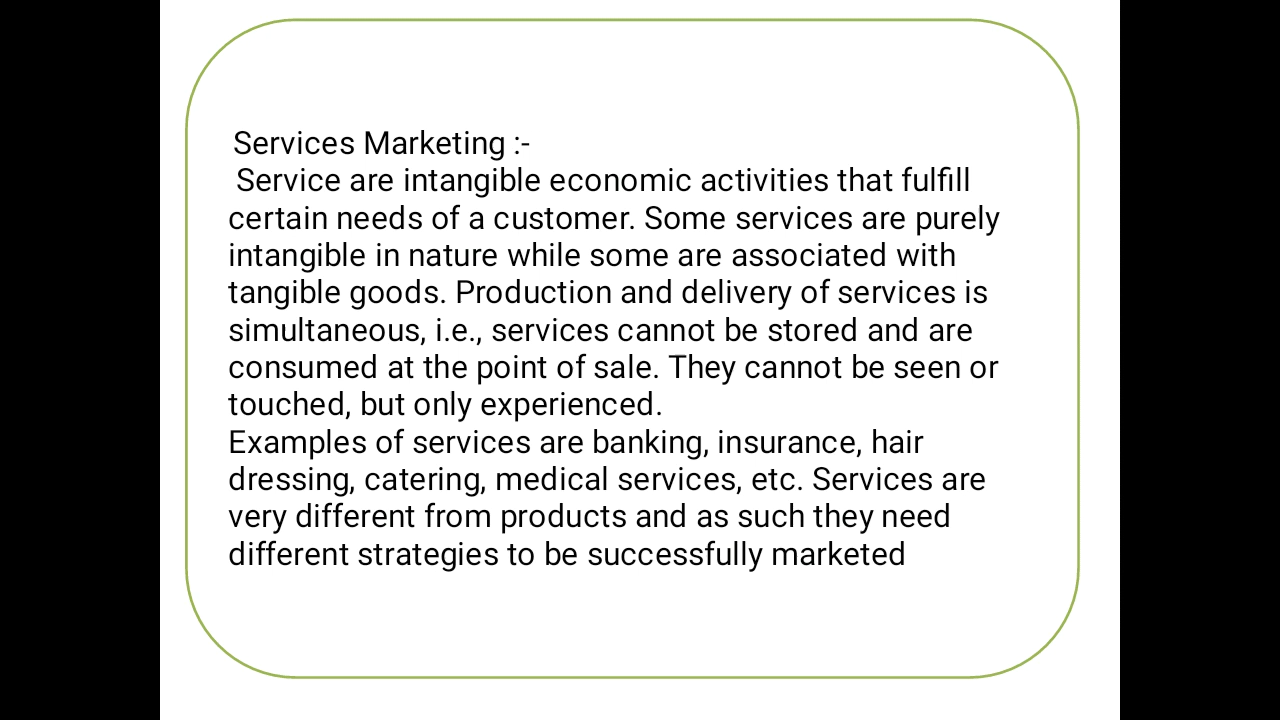 Services Marketing :-
Service are intangible economic activities that fulfill
certain needs of a customer. Some services are purely
intangible in nature while some are associated with
tangible goods. Production and delivery of services is
simultaneous, i.e., services cannot be stored and are
consumed at the point of sale. They cannot be seen or
touched, but only experienced.
Examples of services are banking, insurance, hair
dressing, catering, medical services, etc. Services are
very different from products and as such they need
different strategies to be successfully marketed